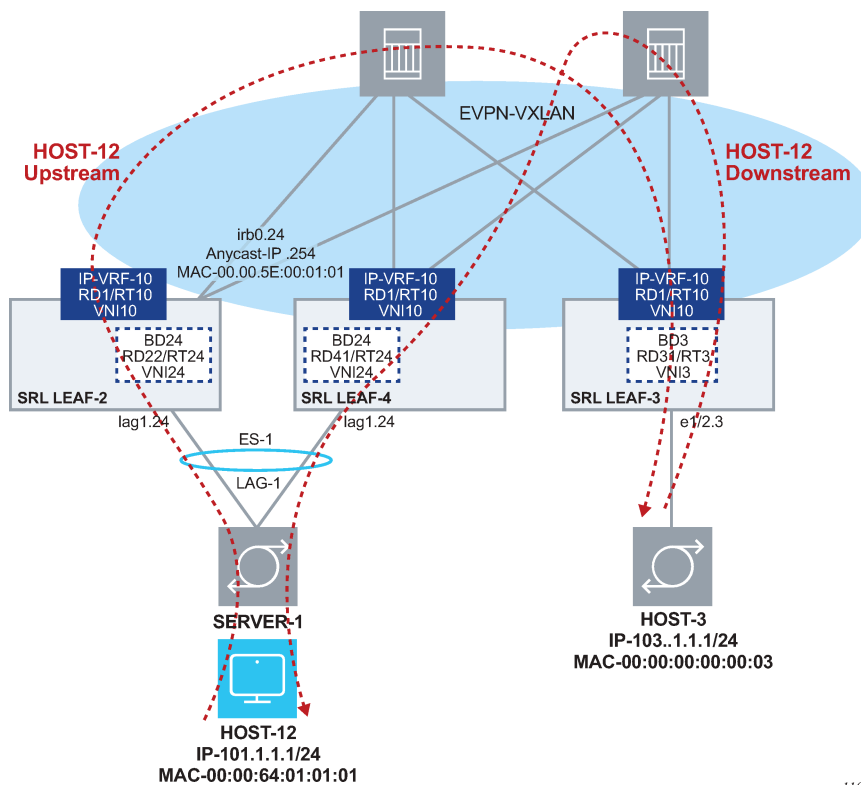 EVPN-VXLAN
HOST-12
Upstream
HOST-12
Downstream
irb0.24
Anycast-IP .254
MAC-00.00.5E:00:01:01
IP-VRF-10
RD1/RT10
VNI10
IP-VRF-10
RD1/RT10
VNI10
IP-VRF-10
RD1/RT10
VNI10
BD24
RD22/RT24
VNI24
BD24
RD41/RT24
VNI24
BD3
RD31/RT3
VNI3
SRL LEAF-2
SRL LEAF-4
SRL LEAF-3
lag1.24
lag1.24
e1/2.3
ES-1
LAG-1
SERVER-1
HOST-3
IP-103..1.1.1/24
MAC-00:00:00:00:00:03
HOST-12
IP-101.1.1.1/24
MAC-00:00:64:01:01:01